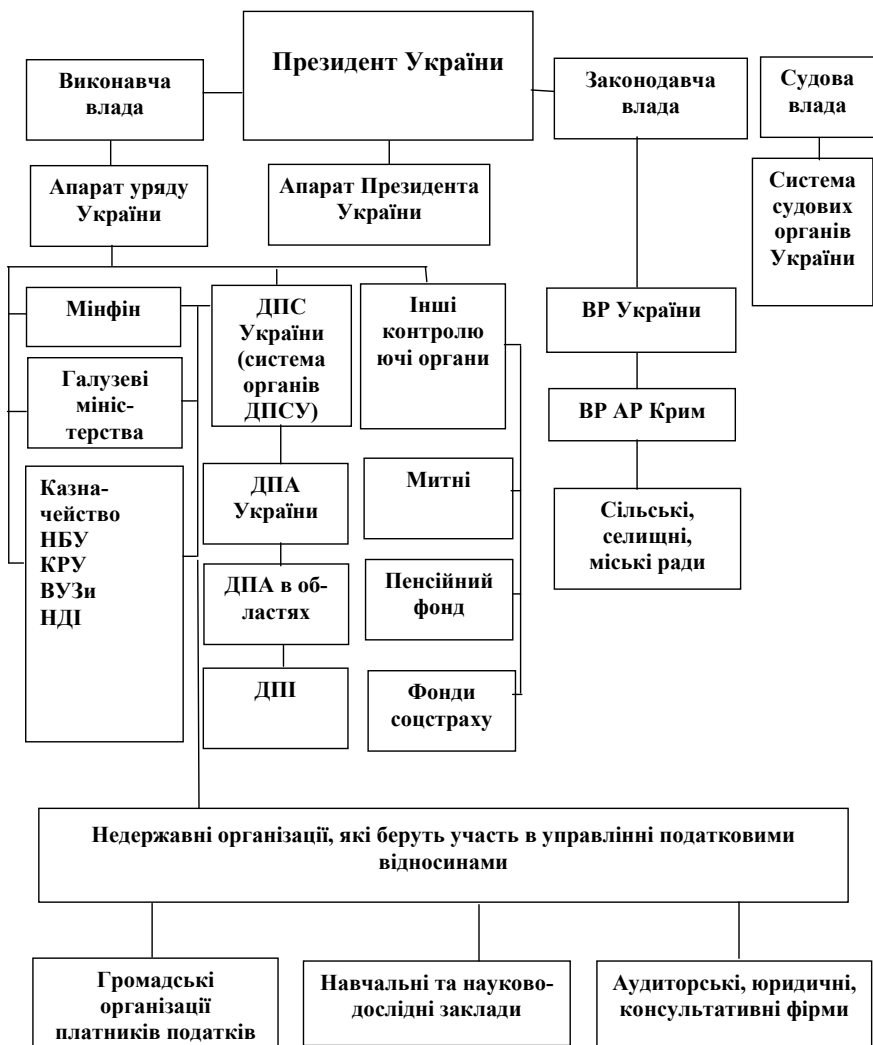 Президент України
Виконавча
влада
Законодавча
влада
Судова
влада
Апарат уряду
України
Апарат Президента
України
Система
судових
органів
України
Мінфін
ДПС
України
(система
органів
ДПСУ)
Інші
контролю
ючі органи
ВР України
Галузеві
мініс-
терства
ВР АР Крим
Казна-
чейство
НБУ
КРУ
ВУЗи
НДІ
ДПА
України
Митні
Сільські,
селищні,
міські ради
ДПА в об-
ластях
Пенсійний
фонд
ДПІ
Фонди
соцстраху
Недержавні організації, які беруть участь в управлінні податковими
відносинами
Громадські
організації
платників податків
Навчальні та науково-
дослідні заклади
Аудиторські, юридичні,
консультативні фірми